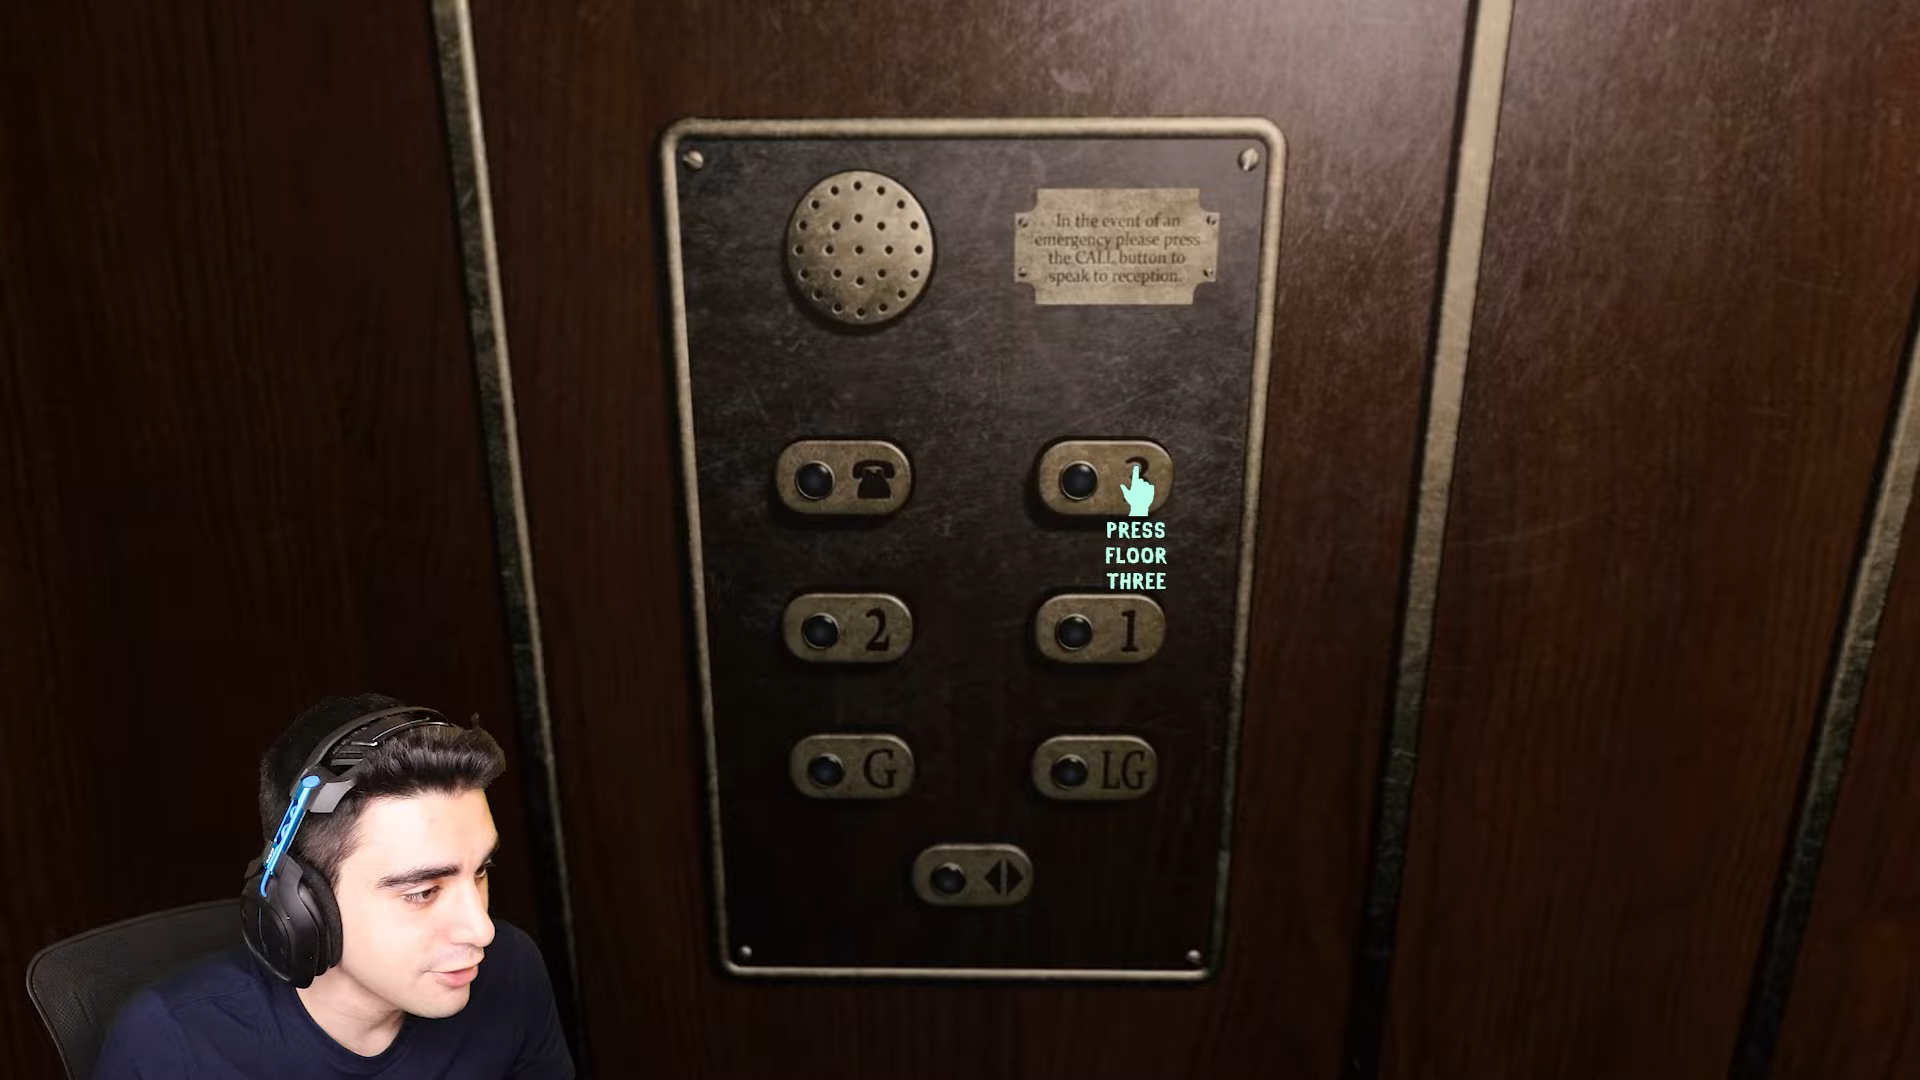 In the event of an
emergency please press
the CALL button to
speak to reception.
3
PRESS
FLOOR
THREE
2
1
G
LG